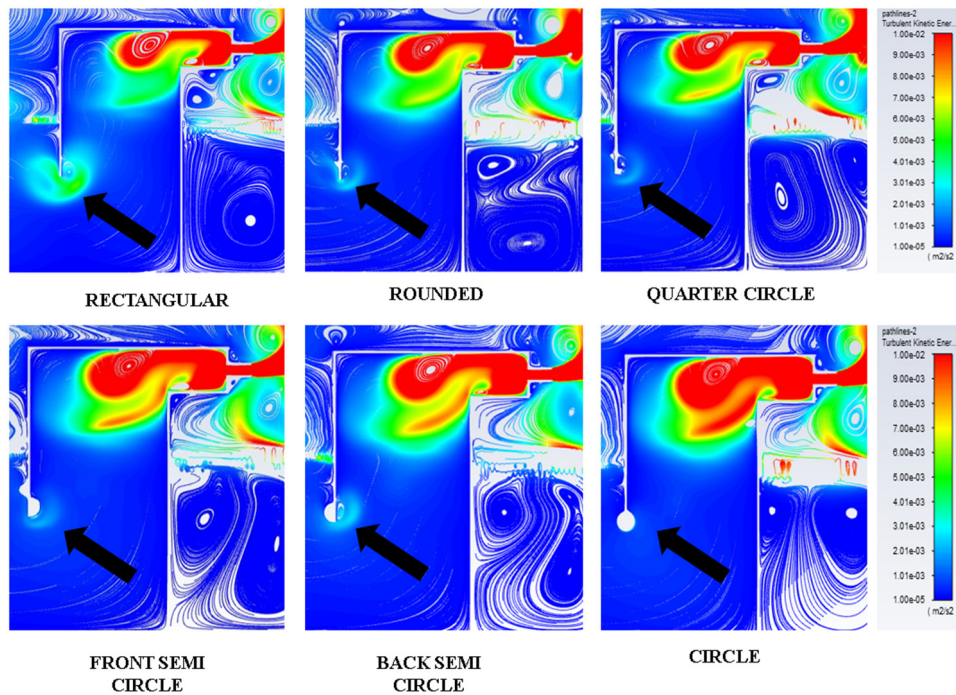 pathlines-2
Turbulent Kinetic Ener...
1.00e-02
9.00e-03
8.00e-03
7.00e-03
6.00e-03
5.00e-03
4.01e-03
3.01e-03
2.01e-03
1.01e-03
1.00e-05
( m2/s2
RECTANGULAR
ROUNDED
QUARTER CIRCLE
pathlines-2
Turbulent Kinetic Ener...
1.00e-02
9.00e-03
8.00e-03
7.00e-03
6.00e-03
5.00e-03
4.01e-03
3.01e-03
2.01e-03
1.01e-03
1.00e-05
( m2/s2
FRONT SEMI
CIRCLE
BACK SEMI
CIRCLE
CIRCLE